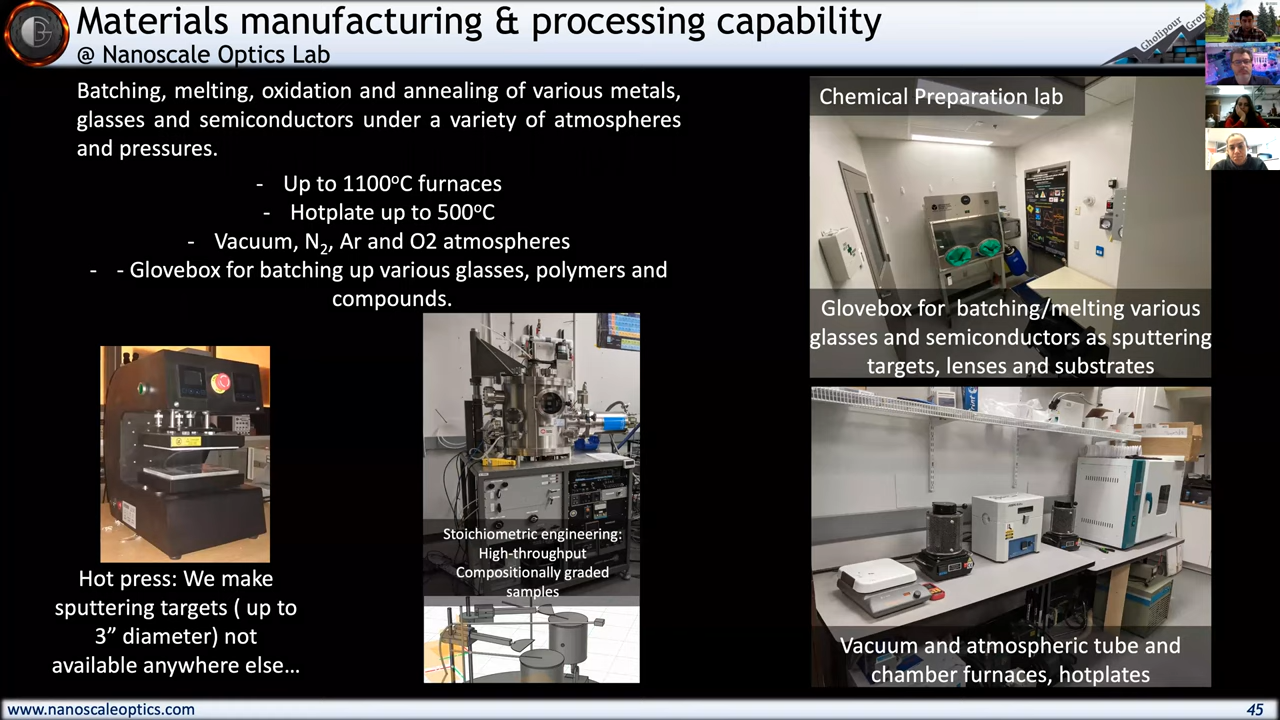 Materials manufacturing & processing capability
@ Nanoscale Optics Lab
Gholipour
Batching, melting, oxidation and annealing of various metals,
glasses and semiconductors under a variety of atmospheres
and pressures.
- Up to 1100ᵒC furnaces
- Hotplate up to 500ᵒC
- Vacuum, N₂, Ar and O2 atmospheres
- - Glovebox for batching up various glasses, polymers and
compounds.
Hot press: We make
sputtering targets ( up to
3” diameter) not
available anywhere else…
Stoichiometric engineering:
High-throughput
Compositionally graded
samples
Chemical Preparation lab
Glovebox for batching/melting various
glasses and semiconductors as sputtering
targets, lenses and substrates
Vacuum and atmospheric tube and
chamber furnaces, hotplates
www.nanoscaleoptics.com
45